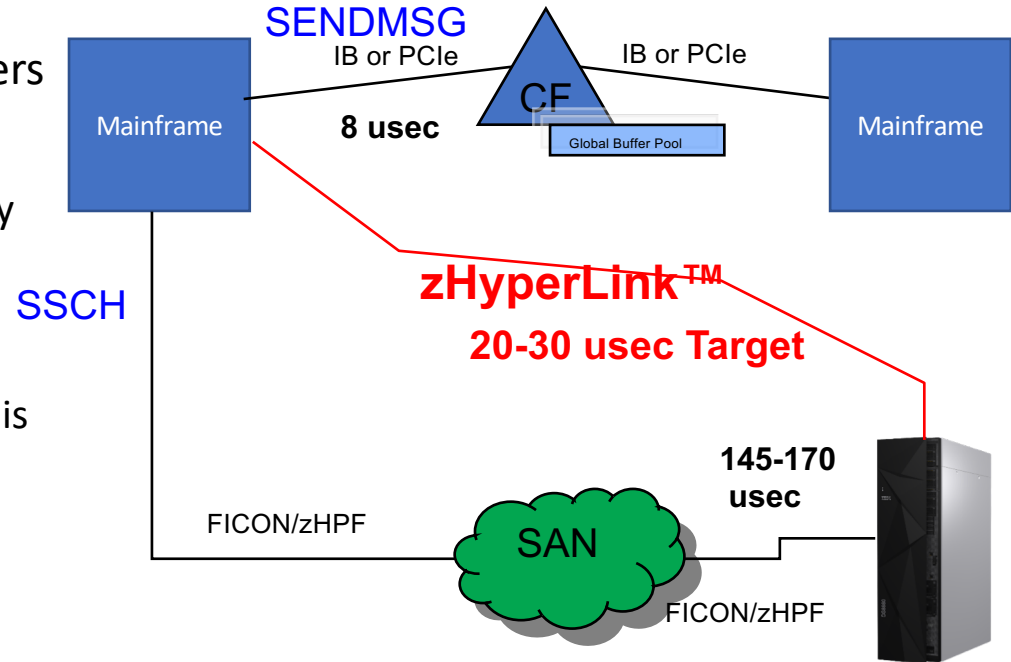 SENDMSG
IB or PCIe
IB or PCIe
Mainframe
8 usec
CF
Global Buffer Pool
Mainframe
SSCH
zHyperLink™
20-30 usec Target
is
145-170
usec
FICON/zHPF
SAN
FICON/zHPF